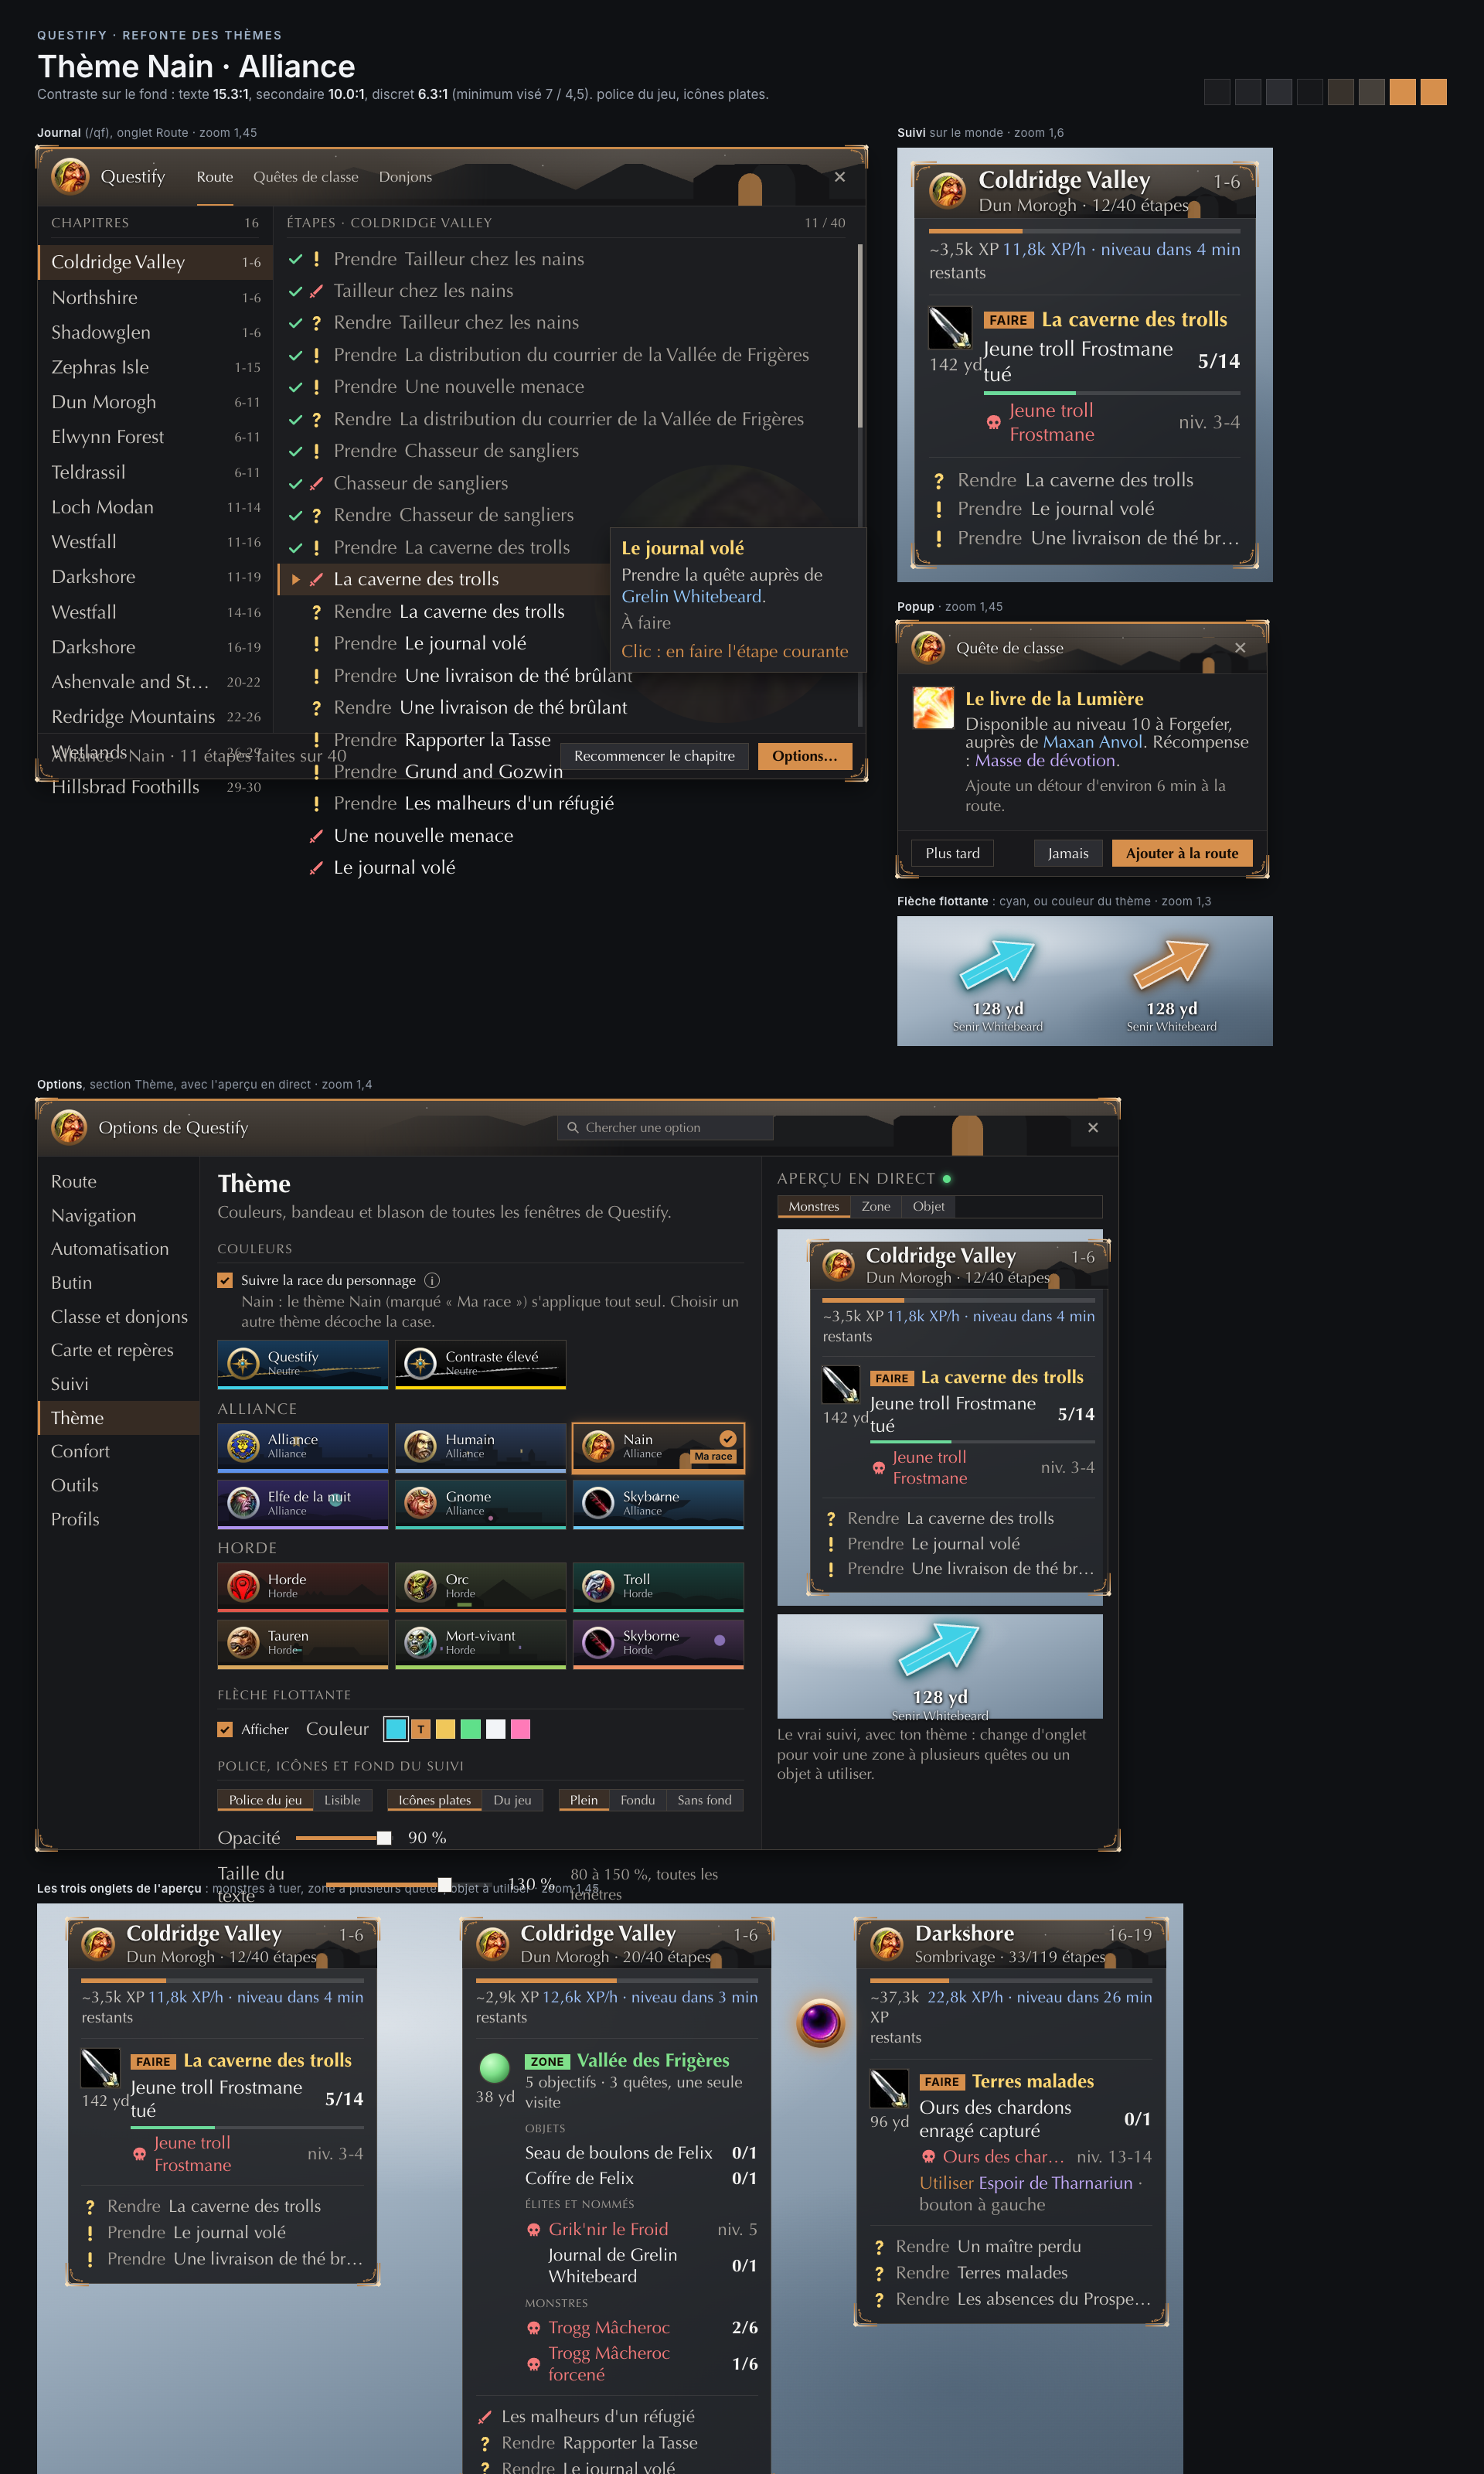 QUESTIFY · REFONTE DES THÈMES
Thème Nain · Alliance
Contraste sur le fond : texte 15.3:1, secondaire 10.0:1, discret 6.3:1 (minimum visé 7 / 4,5). police du jeu, icônes plates.
Journal (/qf), onglet Route · zoom 1,45
Questify
Route
Quêtes de classe
Donjons
CHAPITRES 16
Coldridge Valley 1-6
Northshire 1-6
Shadowglen 1-6
Zephras Isle 1-15
Dun Morogh 6-11
Elwynn Forest 6-11
Teldrassil 6-11
Loch Modan 11-14
Westfall 11-16
Darkshore 11-19
Westfall 14-16
Darkshore 16-19
Ashenvale and St… 20-22
Redridge Mountains 22-26
Wetlands 26-29
Hillsbrad Foothills 29-30
Alliance · Nain · 11 étapes faites sur 40
ÉTAPES · COLDRIDGE VALLEY 11 / 40
Prendre Tailleur chez les nains
Tailleur chez les nains
Rendre Tailleur chez les nains
Prendre La distribution du courrier de la Vallée de Frigères
Prendre Une nouvelle menace
Rendre La distribution du courrier de la Vallée de Frigères
Prendre Chasseur de sangliers
Chasseur de sangliers
Rendre Chasseur de sangliers
Prendre La caverne des trolls
La caverne des trolls
Rendre La caverne des trolls
Prendre Le journal volé
Prendre Une livraison de thé brûlant
Rendre Une livraison de thé brûlant
Prendre Rapporter la Tasse
Prendre Grund and Gozwin
Prendre Les malheurs d'un réfugié
Une nouvelle menace
Le journal volé
Le journal volé
Prendre la quête auprès de
Grelin Whitebeard.
À faire
Clic : en faire l'étape courante
Recommencer le chapitre
Options…
Suivi sur le monde · zoom 1,6
Coldridge Valley 1-6
Dun Morogh · 12/40 étapes
~3,5k XP 11,8k XP/h · niveau dans 4 min
restants
FAIRE La caverne des trolls
Jeune troll Frostmane
tué 5/14
142 yd
Jeune troll
Frostmane niv. 3-4
Rendre La caverne des trolls
Prendre Le journal volé
Prendre Une livraison de thé br…
Popup · zoom 1,45
Quête de classe
Le livre de la Lumière
Disponible au niveau 10 à Forgefer,
auprès de Maxan Anvol. Récompense
: Masse de dévotion.
Ajoute un détour d'environ 6 min à la
route.
Plus tard
Jamais
Ajouter à la route
Flèche flottante : cyan, ou couleur du thème · zoom 1,3
128 yd
Senir Whitebeard
128 yd
Senir Whitebeard
Options, section Thème, avec l'aperçu en direct · zoom 1,4
Options de Questify
Chercher une option
Route
Navigation
Automatisation
Butin
Classe et donjons
Carte et repères
Suivi
Thème
Confort
Outils
Profils
Thème
Couleurs, bandeau et blason de toutes les fenêtres de Questify.
COULEURS
Suivre la race du personnage i
Nain : le thème Nain (marqué « Ma race ») s'applique tout seul. Choisir un
autre thème décoche la case.
Questify
Neutre
Contraste élevé
Neutre
ALLIANCE
Alliance
Alliance
Humain
Alliance
Nain
Alliance
Ma race
Elfe de la nuit
Alliance
Gnome
Alliance
Skyborne
Alliance
HORDE
Horde
Horde
Orc
Horde
Troll
Horde
Tauren
Horde
Mort-vivant
Horde
Skyborne
Horde
FLÈCHE FLOTTANTE
Afficher Couleur T
POLICE, ICÔNES ET FOND DU SUIVI
Police du jeu Lisible Icônes plates Du jeu Plein Fondu Sans fond
Opacité 90 %
Taille du
texte 130 %
80 à 150 %, toutes les
fenêtres
APERÇU EN DIRECT
Monstres Zone Objet
Coldridge Valley 1-6
Dun Morogh · 12/40 étapes
~3,5k XP 11,8k XP/h · niveau dans 4 min
restants
FAIRE La caverne des trolls
Jeune troll Frostmane
tué 5/14
142 yd
Jeune troll
Frostmane niv. 3-4
Rendre La caverne des trolls
Prendre Le journal volé
Prendre Une livraison de thé br…
128 yd
Senir Whitebeard
Le vrai suivi, avec ton thème : change d'onglet
pour voir une zone à plusieurs quêtes ou un
objet à utiliser.
Les trois onglets de l'aperçu : monstres à tuer, zone à plusieurs quêtes, objet à utiliser · zoom 1,45
Coldridge Valley 1-6
Dun Morogh · 12/40 étapes
~3,5k XP 11,8k XP/h · niveau dans 4 min
restants
FAIRE La caverne des trolls
Jeune troll Frostmane
tué 5/14
142 yd
Jeune troll
Frostmane niv. 3-4
Rendre La caverne des trolls
Prendre Le journal volé
Prendre Une livraison de thé br…
Coldridge Valley 1-6
Dun Morogh · 20/40 étapes
~2,9k XP 12,6k XP/h · niveau dans 3 min
restants
ZONE Vallée des Frigères
38 yd
5 objectifs · 3 quêtes, une seule
visite
OBJETS
Seau de boulons de Felix 0/1
Coffre de Felix 0/1
ÉLITES ET NOMMÉS
Grik'nir le Froid niv. 5
Journal de Grelin
Whitebeard 0/1
MONSTRES
Trogg Mâcheroc 2/6
Trogg Mâcheroc
forcené 1/6
Les malheurs d'un réfugié
Rendre Rapporter la Tasse
Rendre Le journal volé
Darkshore 16-19
Sombrivage · 33/119 étapes
~37,3k 22,8k XP/h · niveau dans 26 min
XP
restants
FAIRE Terres malades
96 yd
Ours des chardons
enragé capturé 0/1
Ours des char… niv. 13-14
Utiliser Espoir de Tharnariun ·
bouton à gauche
Rendre Un maître perdu
Rendre Terres malades
Rendre Les absences du Prospe…